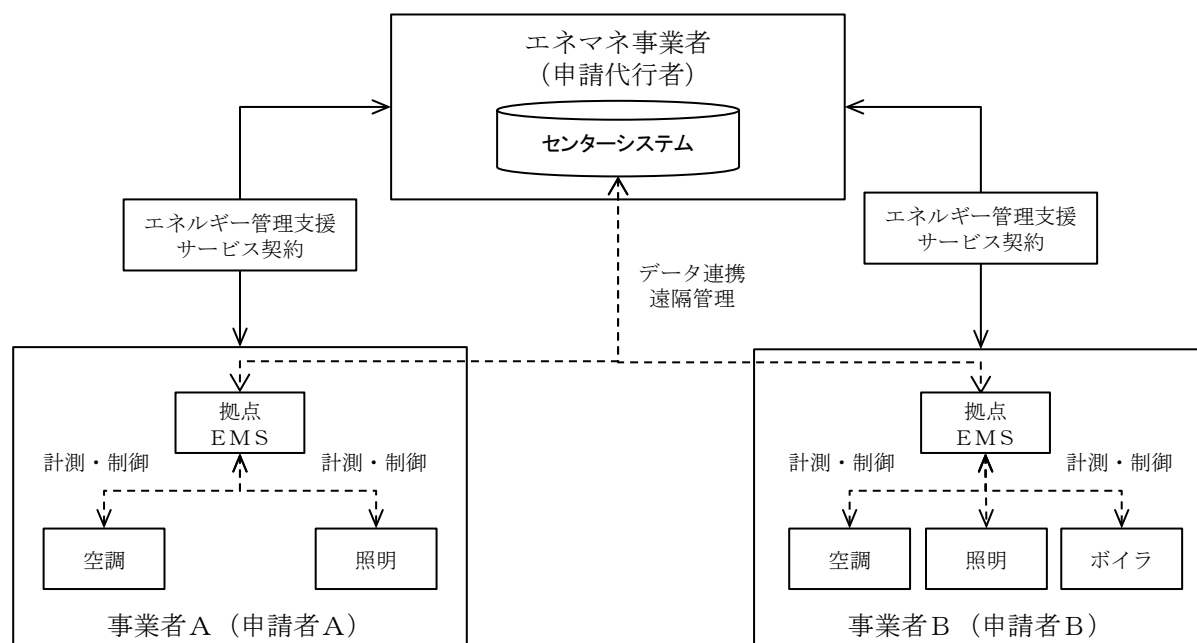 エネマネ事業者
（申請代行者）
センターシステム
エネルギー管理支援
サービス契約
エネルギー管理支援
サービス契約
データ連携
遠隔管理
拠点
ＥＭＳ
計測・制御
計測・制御
空調
照明
事業者Ａ（申請者Ａ）
拠点
ＥＭＳ
計測・制御
計測・制御
空調
照明
ボイラ
事業者Ｂ（申請者Ｂ）